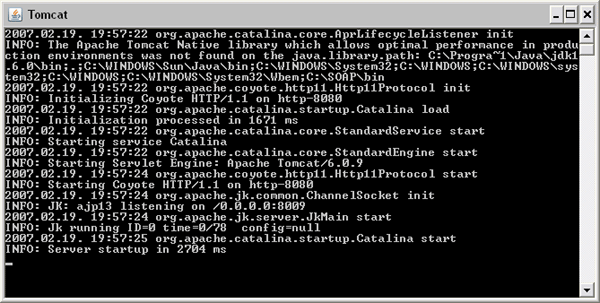 Tomcat
2007.02.19. 19:57:22 org.apache.catalina.core.AprLifecycleListener init
INFO: The Apache Tomcat Native library which allows optimal performance in produ
ction environments was not found on the java.library.path: C:\Progra~1\Java\jdk1
.6.0\bin;.;C:\WINDOWS\Sun\Java\bin;C:\WINDOWS\System32;C:\WINDOWS;C:\WINDOWS\sys
tem32;C:\WINDOWS;C:\WINDOWS\System32\Wbem;C:\SOAP\bin
2007.02.19. 19:57:22 org.apache.coyote.http11.Http11Protocol init
INFO: Initializing Coyote HTTP/1.1 on http-8080
2007.02.19. 19:57:22 org.apache.catalina.startup.Catalina load
INFO: Initialization processed in 1671 ms
2007.02.19. 19:57:22 org.apache.catalina.core.StandardService start
INFO: Starting service Catalina
2007.02.19. 19:57:22 org.apache.catalina.core.StandardEngine start
INFO: Starting Servlet Engine: Apache Tomcat/6.0.9
2007.02.19. 19:57:24 org.apache.coyote.http11.Http11Protocol start
INFO: Starting Coyote HTTP/1.1 on http-8080
2007.02.19. 19:57:24 org.apache.jk.common.ChannelSocket init
INFO: JK: ajp13 listening on /0.0.0.0:8009
2007.02.19. 19:57:24 org.apache.jk.server.JkMain start
INFO: Jk running ID=0 time=0/78  config=null
2007.02.19. 19:57:25 org.apache.catalina.startup.Catalina start
INFO: Server startup in 2704 ms